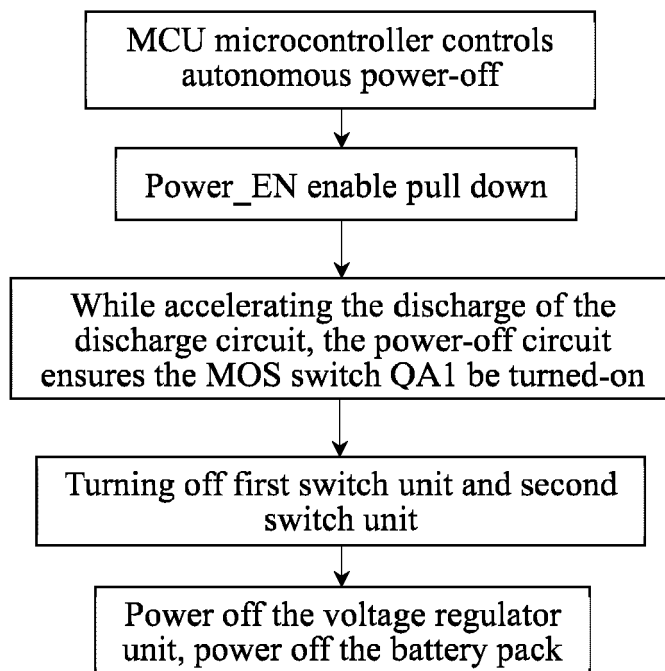 MCU microcontroller controls
autonomous power-off
Power_EN enable pull down
While accelerating the discharge of the
discharge circuit, the power-off circuit
ensures the MOS switch QA1 be turned-on
Turning off first switch unit and second
switch unit
Power off the voltage regulator
unit, power off the battery pack